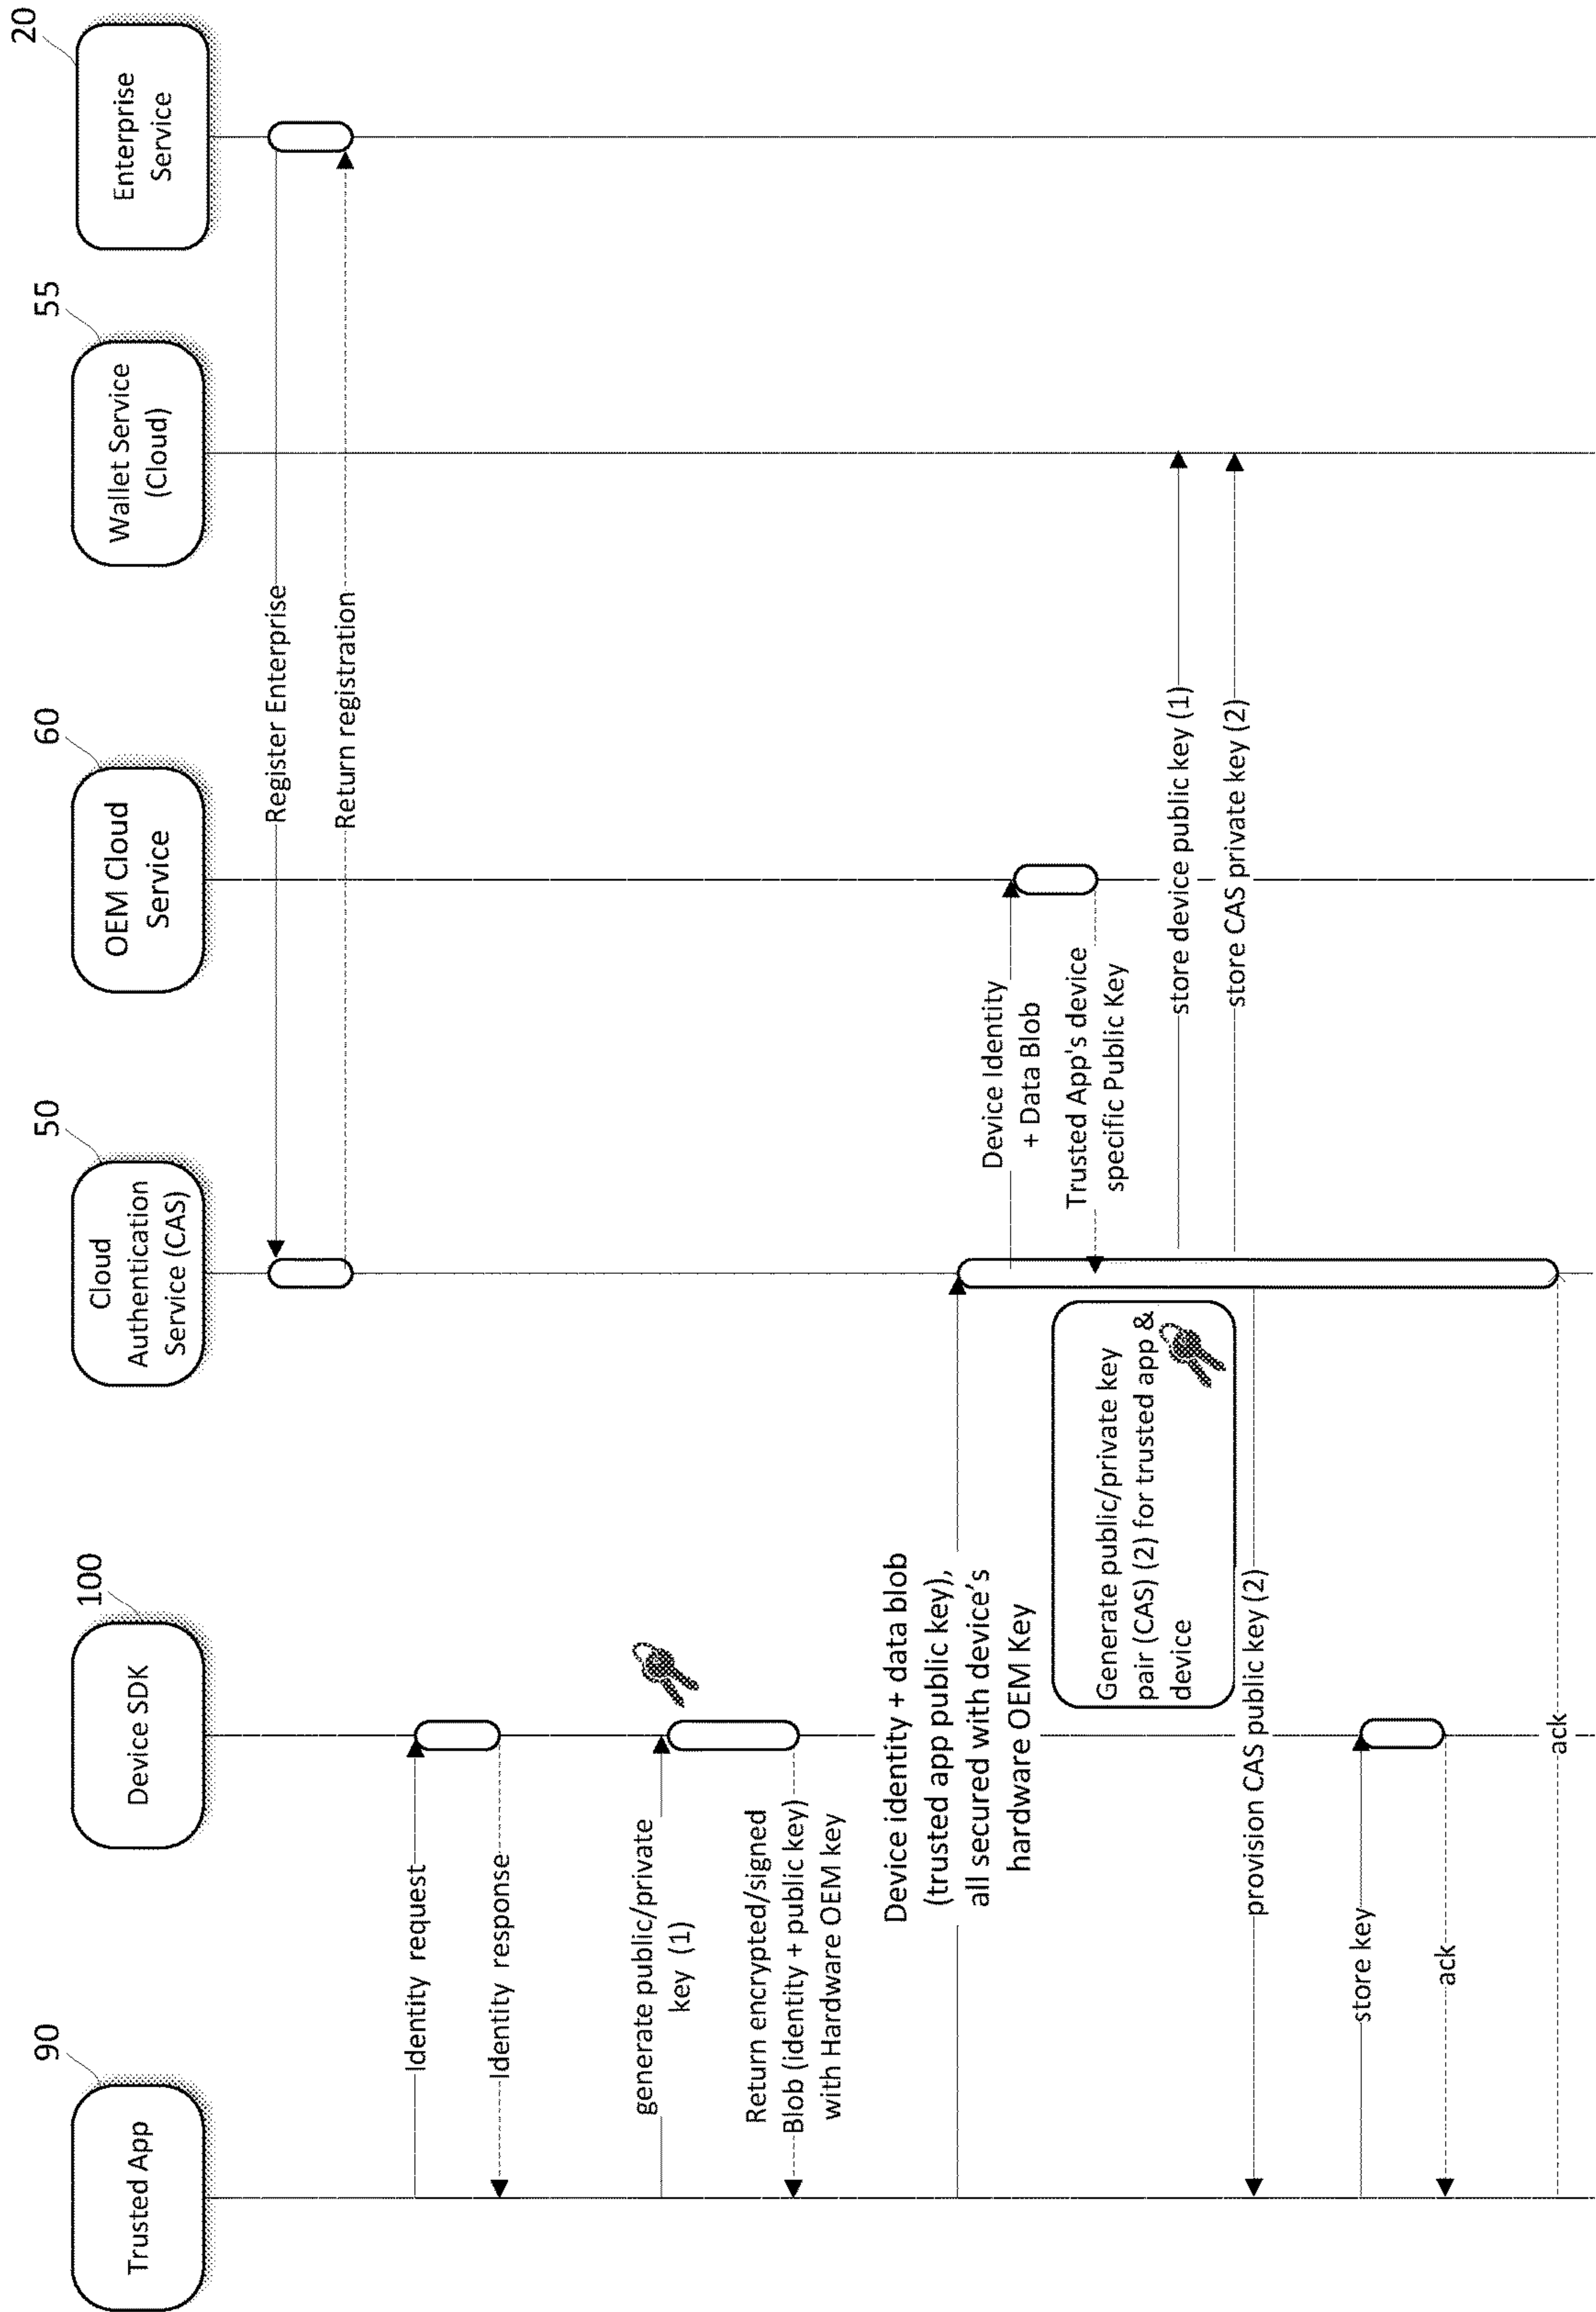 90
Trusted App
100
Device SDK
50
Cloud
Authentication
Service (CAS)
60
OEM Cloud
Service
55
Wallet Service
(Cloud)
20
Enterprise
Service
Register Enterprise
Return registration
Identity request
Identity response
generate public/private
key (1)
Return encrypted/signed
Blob (identity + public key)
with Hardware OEM key
Device identity + data blob
(trusted app public key),
all secured with device's
hardware OEM Key
Device Identity
+ Data Blob
Trusted App's device
specific Public Key
Generate public/private key
pair (CAS) (2) for trusted app &
device
store device public key (1)
store CAS private key (2)
provision CAS public key (2)
store key
ack
ack